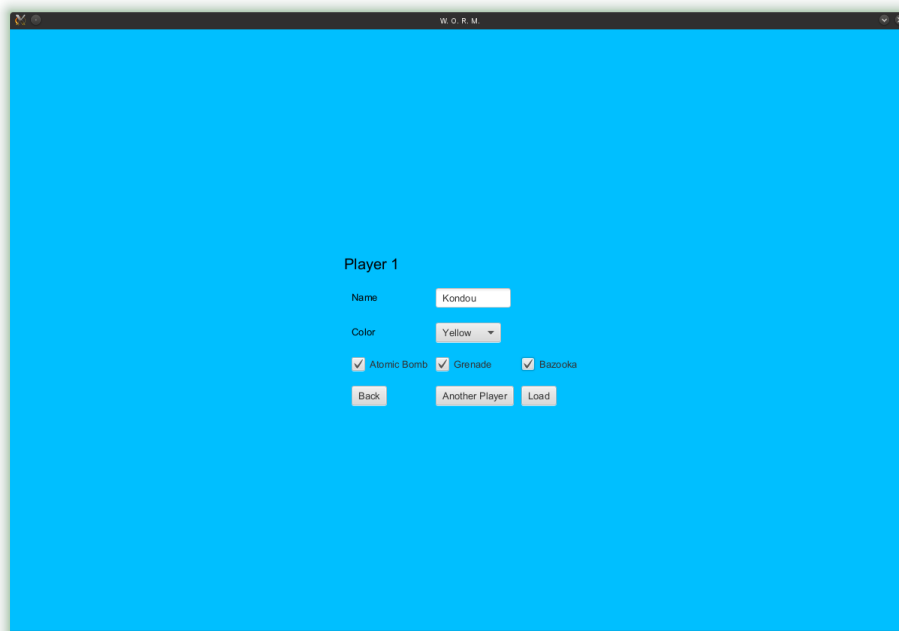 W. O. R. M.
Player 1
Name Kondou
Color Yellow
Atomic Bomb Grenade Bazooka
Back Another Player Load